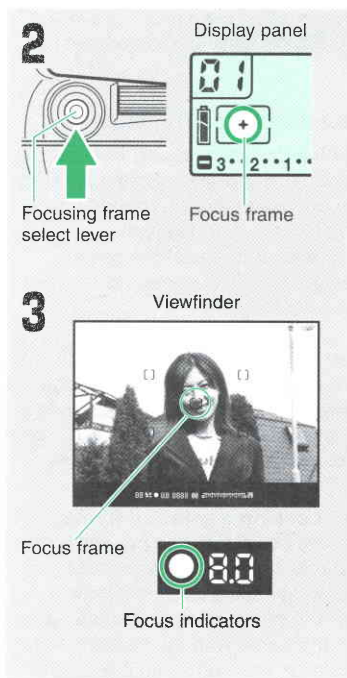 2
Display panel
01
3•• 2••1••
Focusing frame
select lever
Focus frame
3
Viewfinder
[ ] [ ]
Focus frame
8.0
Focus indicators